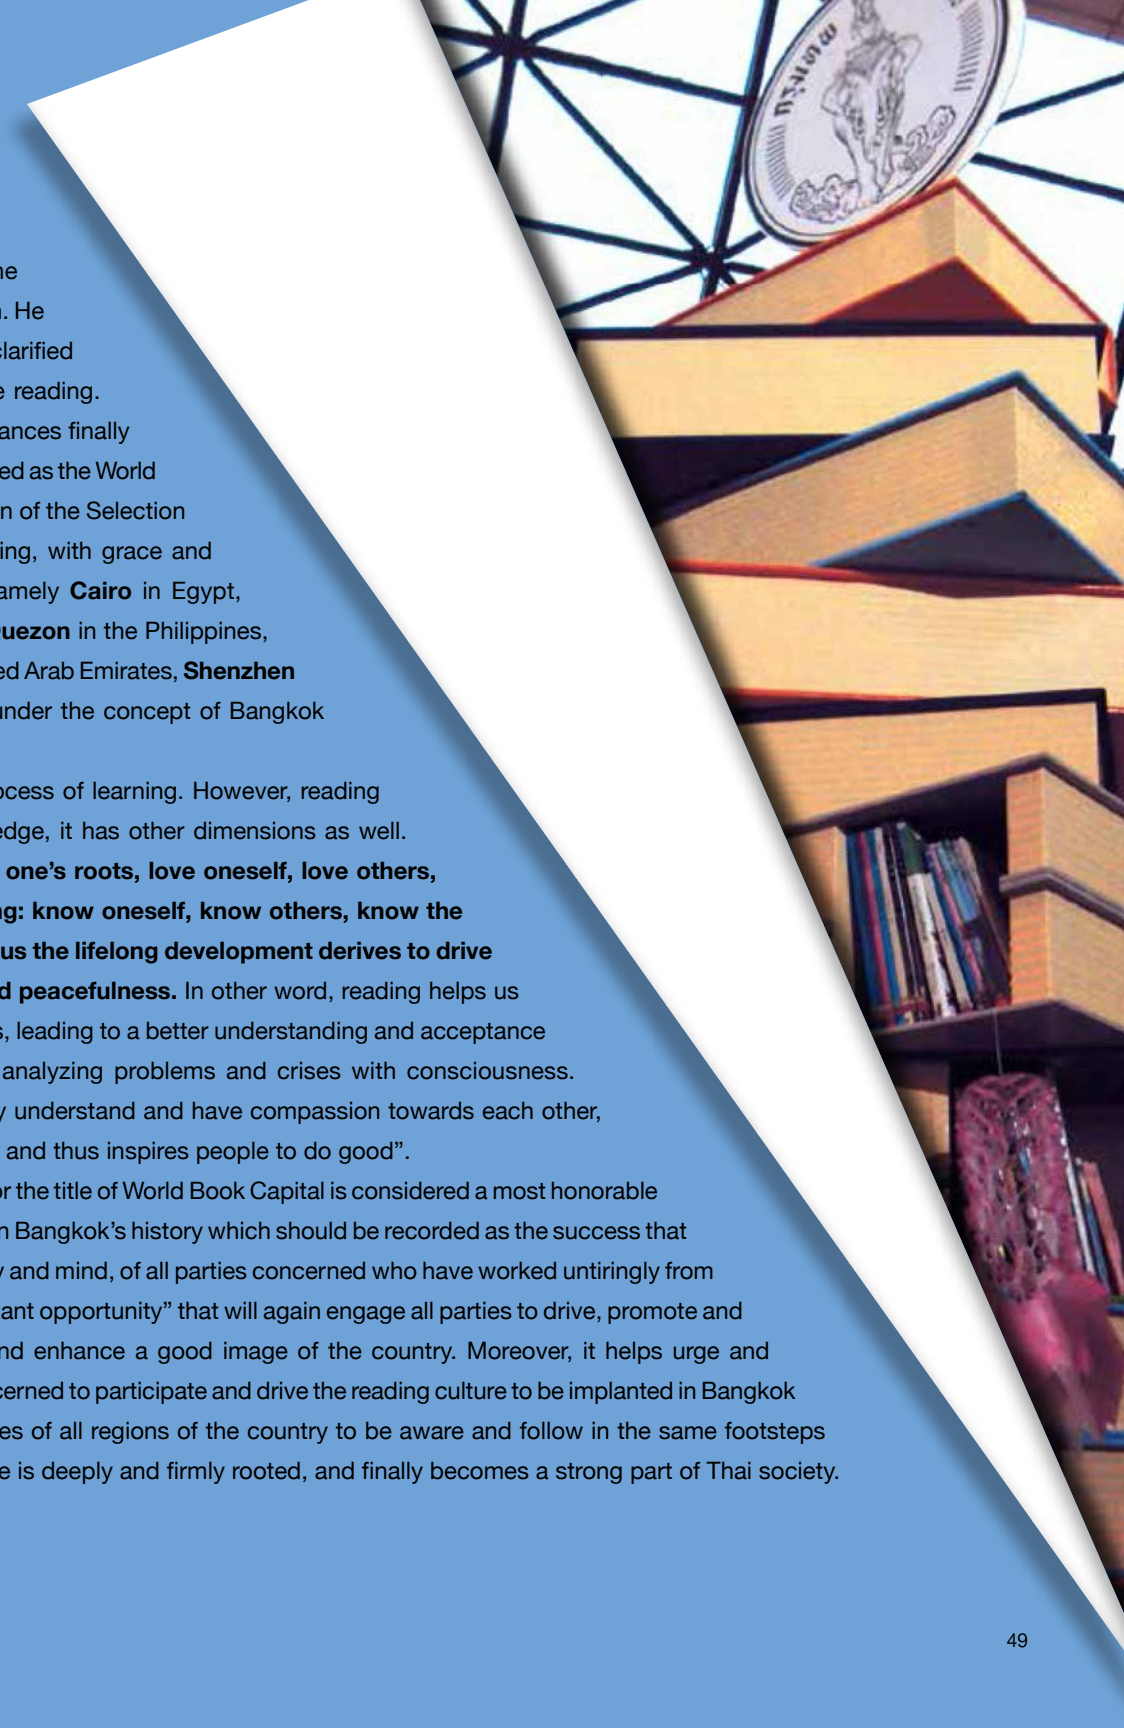 กรุงเทพ
ne
. He
clarified
e reading.
ances finally
ed as the World
n of the Selection
ing, with grace and
amely Cairo in Egypt,
uezon in the Philippines,
ed Arab Emirates, Shenzhen
under the concept of Bangkok
ocess of learning. However, reading
edge, it has other dimensions as well.
one’s roots, love oneself, love others,
ng: know oneself, know others, know the
us the lifelong development derives to drive
d peacefulness. In other word, reading helps us
s, leading to a better understanding and acceptance
analyzing problems and crises with consciousness.
y understand and have compassion towards each other,
and thus inspires people to do good”.
or the title of World Book Capital is considered a most honorable
n Bangkok’s history which should be recorded as the success that
y and mind, of all parties concerned who have worked untiringly from
ant opportunity” that will again engage all parties to drive, promote and
nd enhance a good image of the country. Moreover, it helps urge and
cerned to participate and drive the reading culture to be implanted in Bangkok
es of all regions of the country to be aware and follow in the same footsteps
e is deeply and firmly rooted, and finally becomes a strong part of Thai society.
49